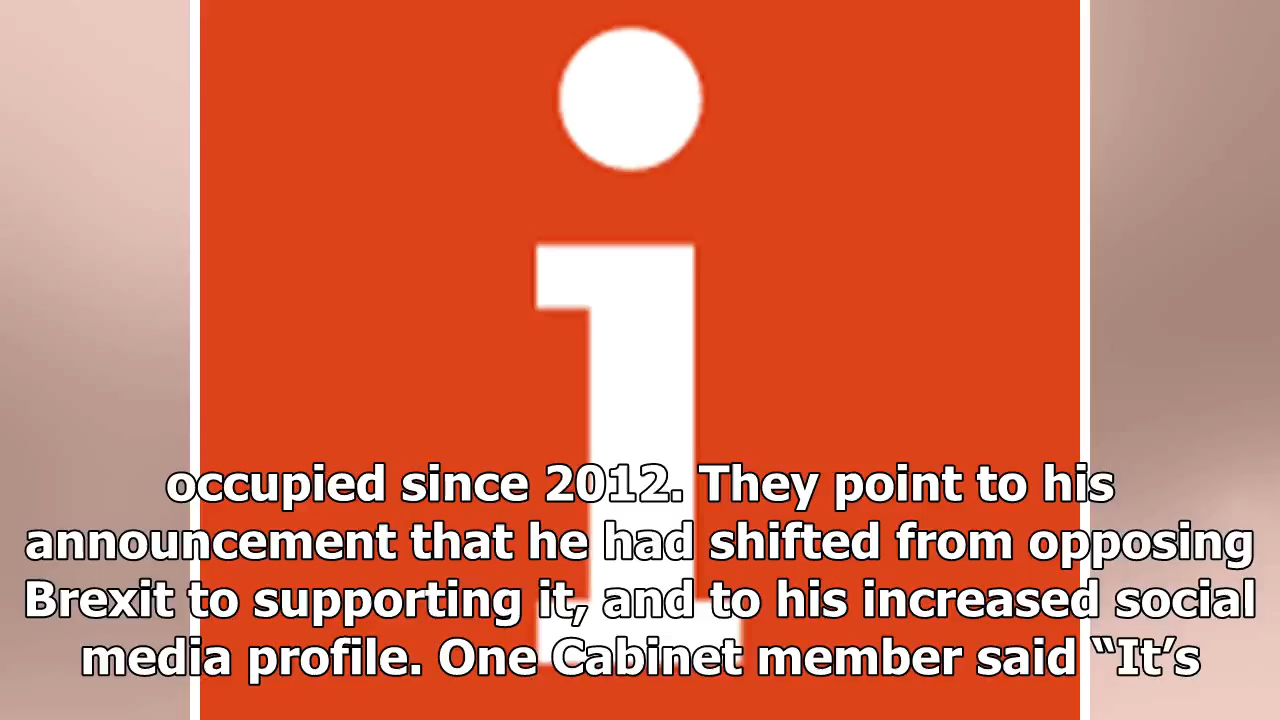 i
occupied since 2012. They point to his
announcement that he had shifted from opposing
Brexit to supporting it, and to his increased social
media profile. One Cabinet member said “It’s